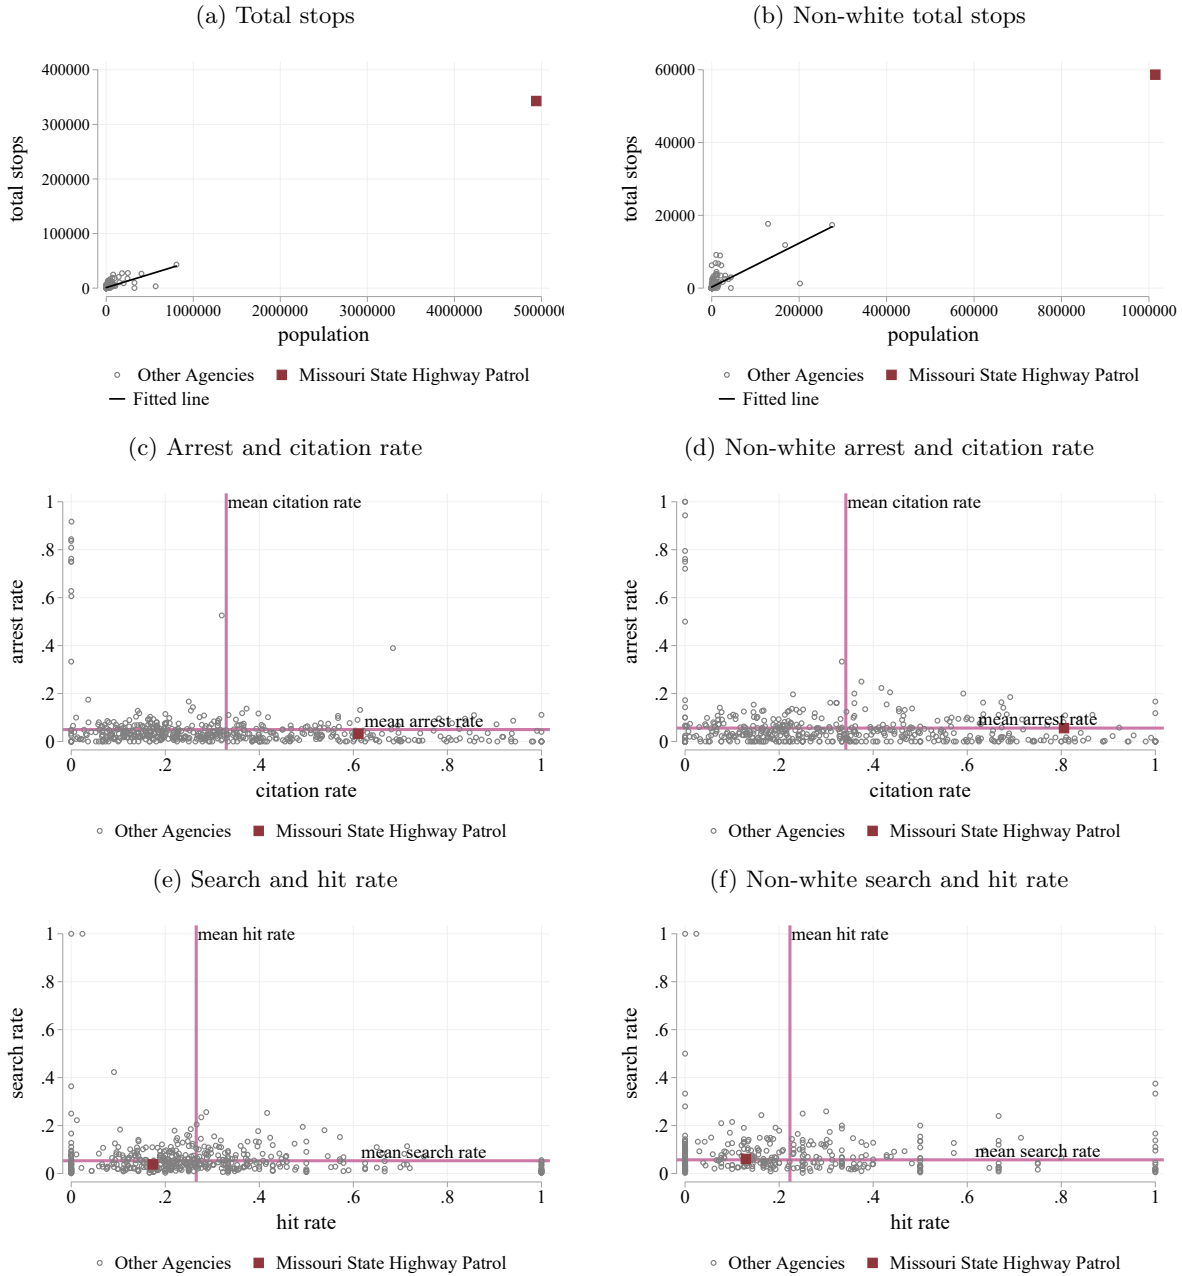 (a) Total stops
(b) Non-white total stops
400000
300000
200000
100000
0
total stops
0 1000000 2000000 3000000 4000000 5000000
population
Other Agencies Missouri State Highway Patrol
Fitted line
60000
40000
20000
0
total stops
0 200000 400000 600000 800000 1000000
population
Other Agencies Missouri State Highway Patrol
Fitted line
(c) Arrest and citation rate
(d) Non-white arrest and citation rate
1
.8
.6
.4
.2
0
arrest rate
mean citation rate
mean arrest rate
0 .2 .4 .6 .8 1
citation rate
Other Agencies Missouri State Highway Patrol
1
.8
.6
.4
.2
0
arrest rate
mean citation rate
mean arrest rate
0 .2 .4 .6 .8 1
citation rate
Other Agencies Missouri State Highway Patrol
(e) Search and hit rate
(f) Non-white search and hit rate
1
.8
.6
.4
.2
0
search rate
mean hit rate
mean search rate
0 .2 .4 .6 .8 1
hit rate
Other Agencies Missouri State Highway Patrol
1
.8
.6
.4
.2
0
search rate
mean hit rate
mean search rate
0 .2 .4 .6 .8 1
hit rate
Other Agencies Missouri State Highway Patrol